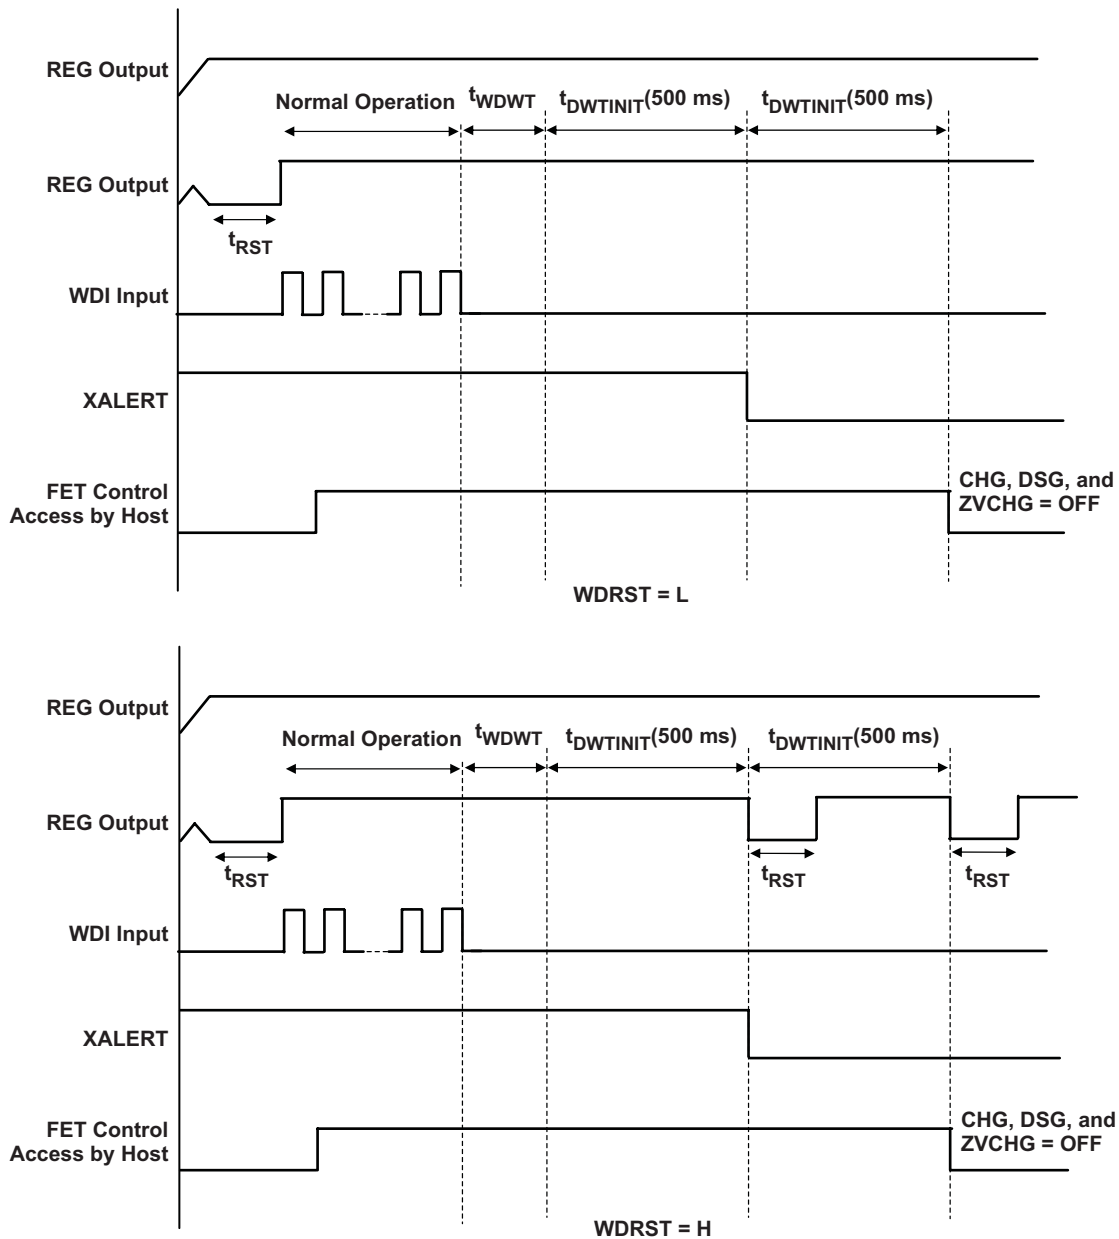 REG Output
Normal Operation
tWDWT
tDWTINIT(500 ms)
tDWTINIT(500 ms)
REG Output
tRST
WDI Input
XALERT
FET Control
Access by Host
CHG, DSG, and
ZVCHG = OFF
WDRST = L
REG Output
Normal Operation
tWDWT
tDWTINIT(500 ms)
tDWTINIT(500 ms)
REG Output
tRST
tRST
tRST
WDI Input
XALERT
FET Control
Access by Host
CHG, DSG, and
ZVCHG = OFF
WDRST = H